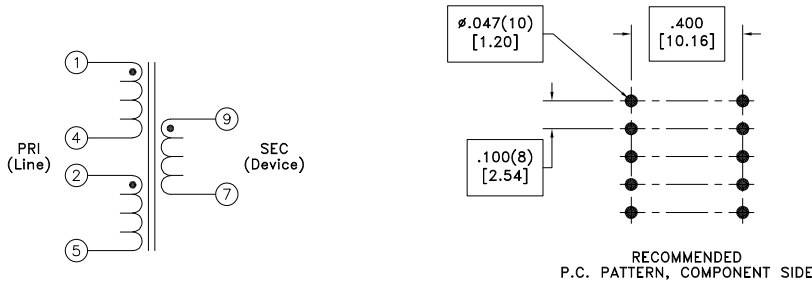 1
4
PRI
(Line)
2
5
9
SEC
(Device)
7
ø.047(10)
[1.20]
.400
[10.16]
.100(8)
[2.54]
RECOMMENDED
P.C. PATTERN, COMPONENT SIDE